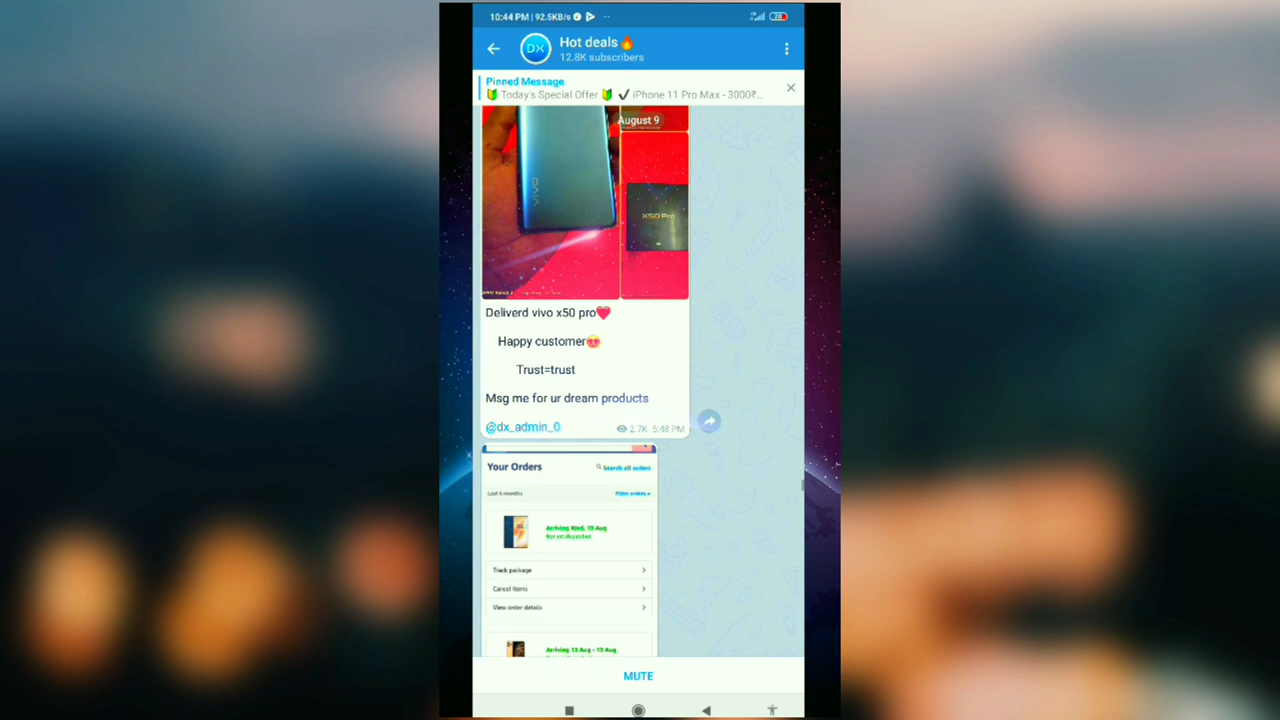 10:44 PM | 92.5KB/s
28
DX
Hot deals🔥
12.8K subscribers
Pinned Message
🔰 Today's Special Offer 🔰 ✔ iPhone 11 Pro Max - 3000₹...
August 9
vivo
X50 Pro
Deliverd vivo x50 pro❤️
Happy customer😍
Trust=trust
Msg me for ur dream products
@dx_admin_0
2.7K 5:48 PM
Your Orders
Search all orders
Last 6 months
Filter orders
Arriving Wed, 19 Aug
Not yet dispatched
Track package
Cancel items
View order details
Arriving 13 Aug - 19 Aug
MUTE